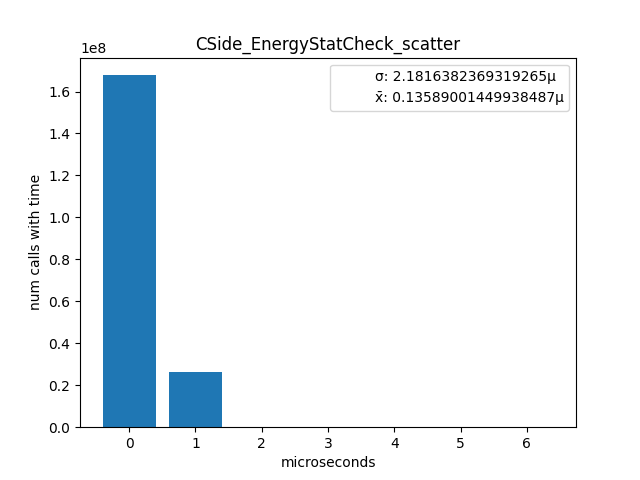 CSide_EnergyStatCheck_scatter
1e8
σ: 2.1816382369319265μ
x̄: 0.13589001449938487μ
1.6
1.4
1.2
1.0
0.8
0.6
0.4
0.2
0.0
num calls with time
0 1 2 3 4 5 6
microseconds